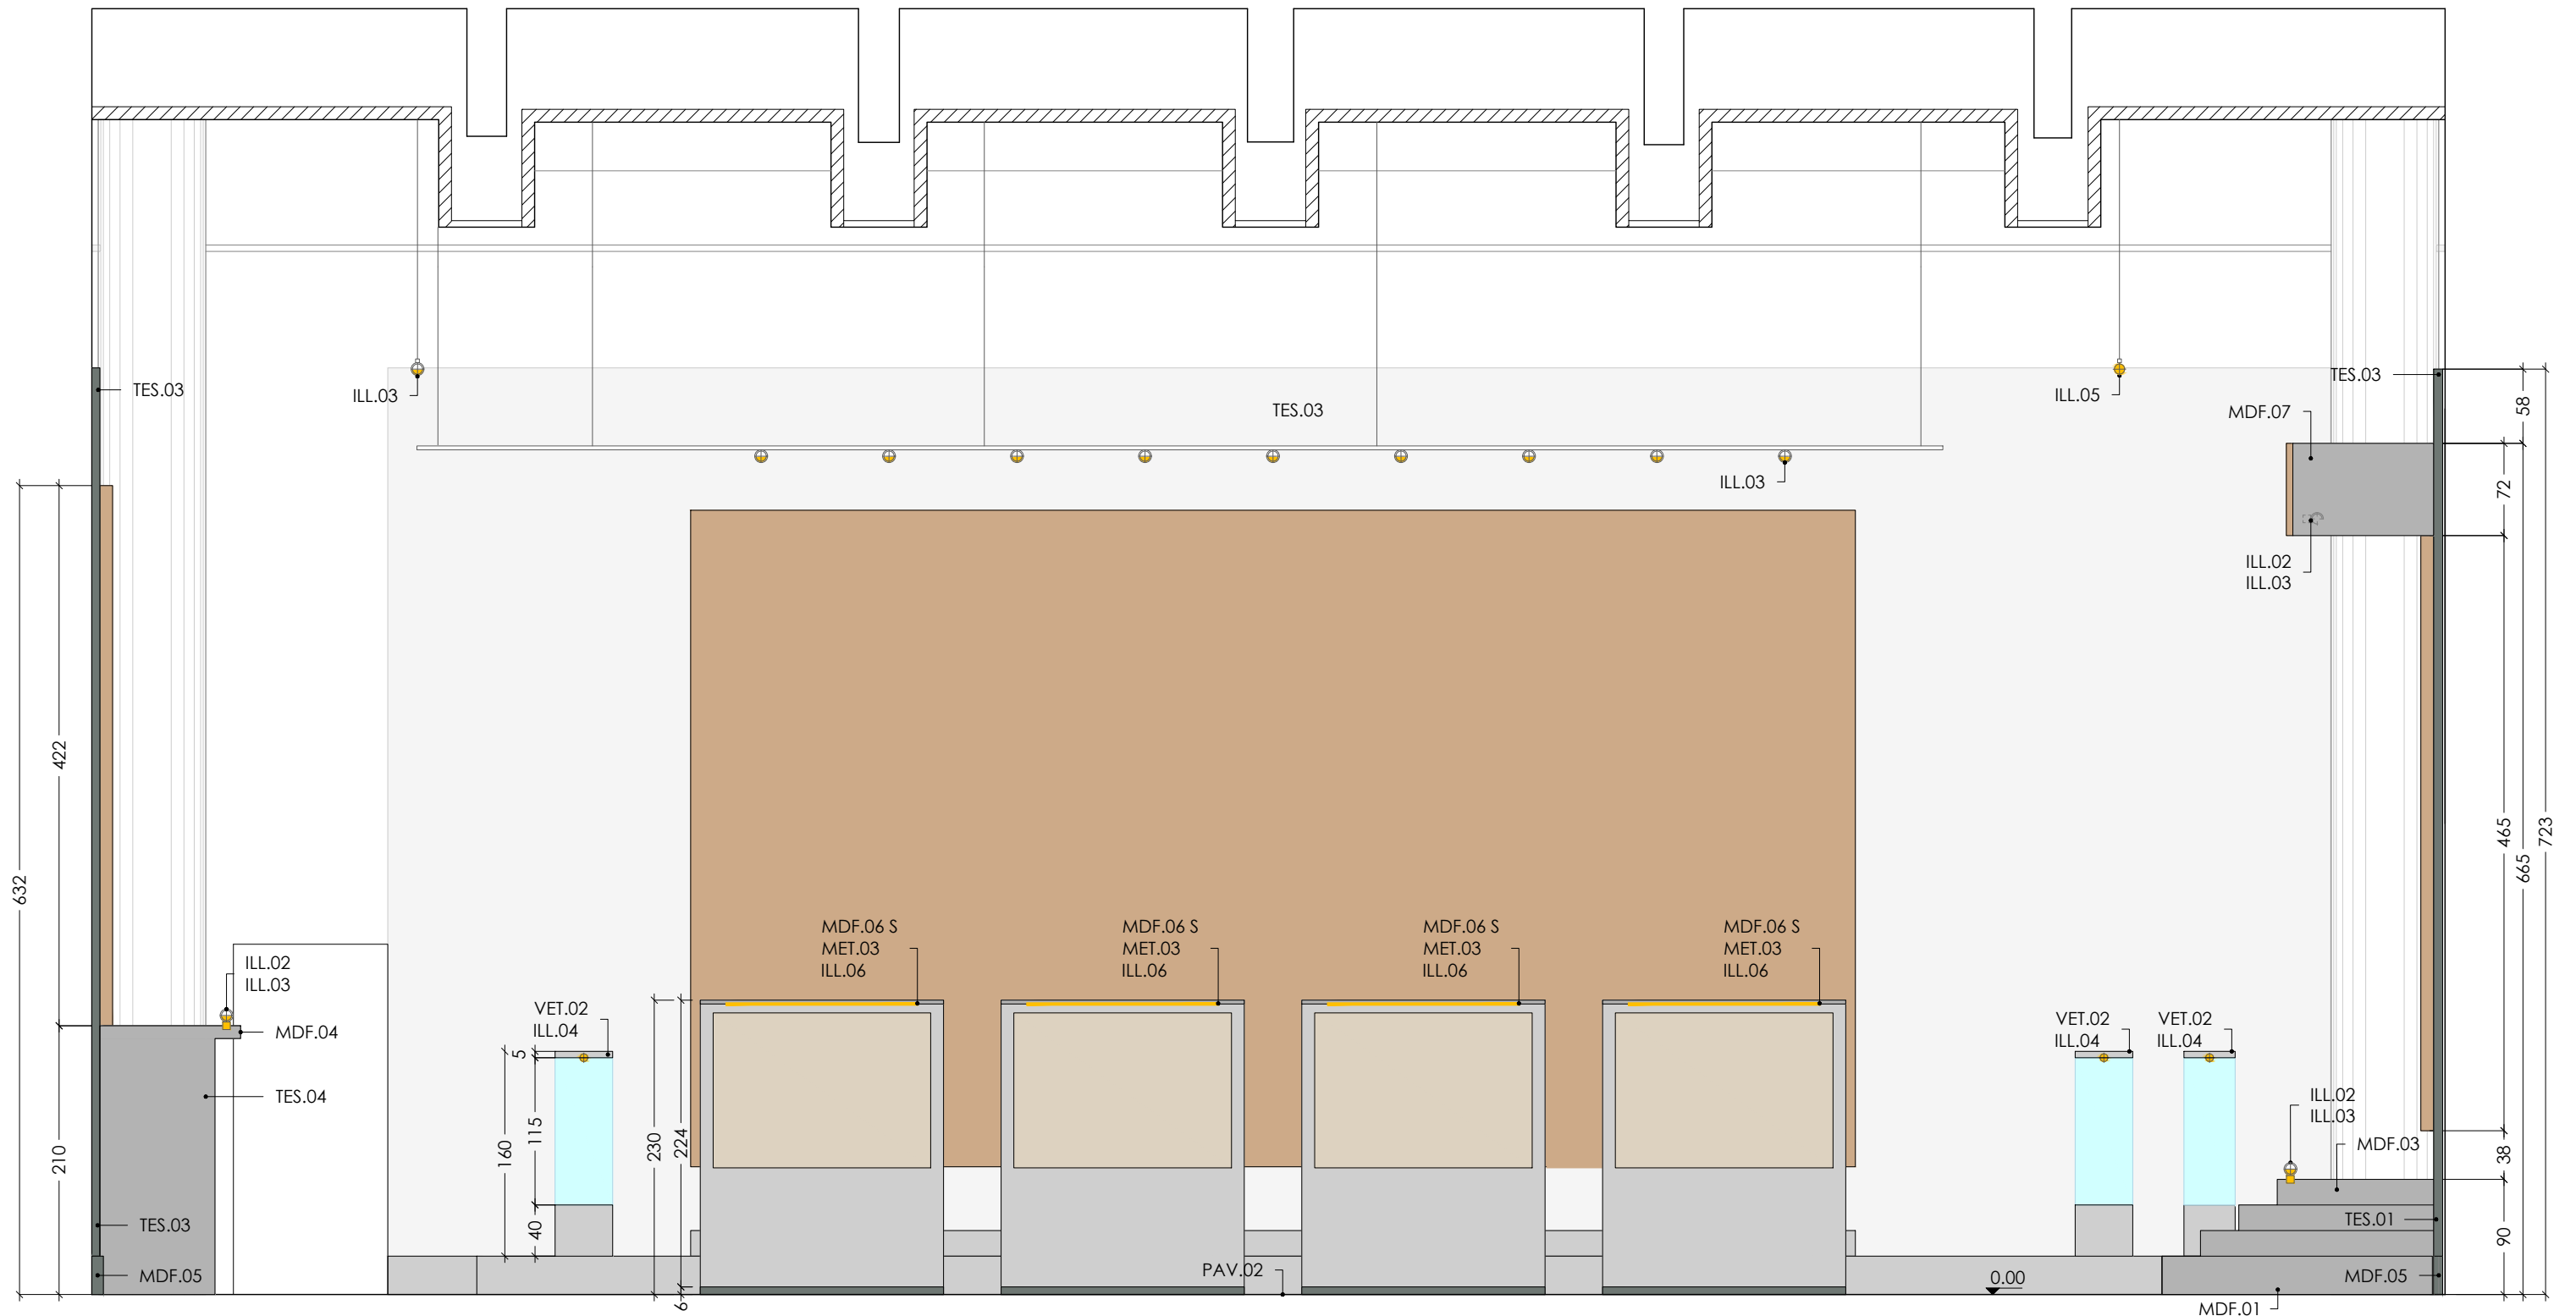 TES.03
ILL.03
TES.03
ILL.05
TES.03
58
MDF.07
72
ILL.03
ILL.02
ILL.03
422
632
465
665
723
MDF.06 S
MET.03
ILL.06
MDF.06 S
MET.03
ILL.06
MDF.06 S
MET.03
ILL.06
MDF.06 S
MET.03
ILL.06
ILL.02
ILL.03
MDF.04
VET.02
ILL.04
VET.02
ILL.04
VET.02
ILL.04
5
TES.04
115
160
230
224
210
40
ILL.02
ILL.03
MDF.03
38
TES.03
TES.01
90
MDF.05
PAV.02
0.00
MDF.05
6
MDF.01